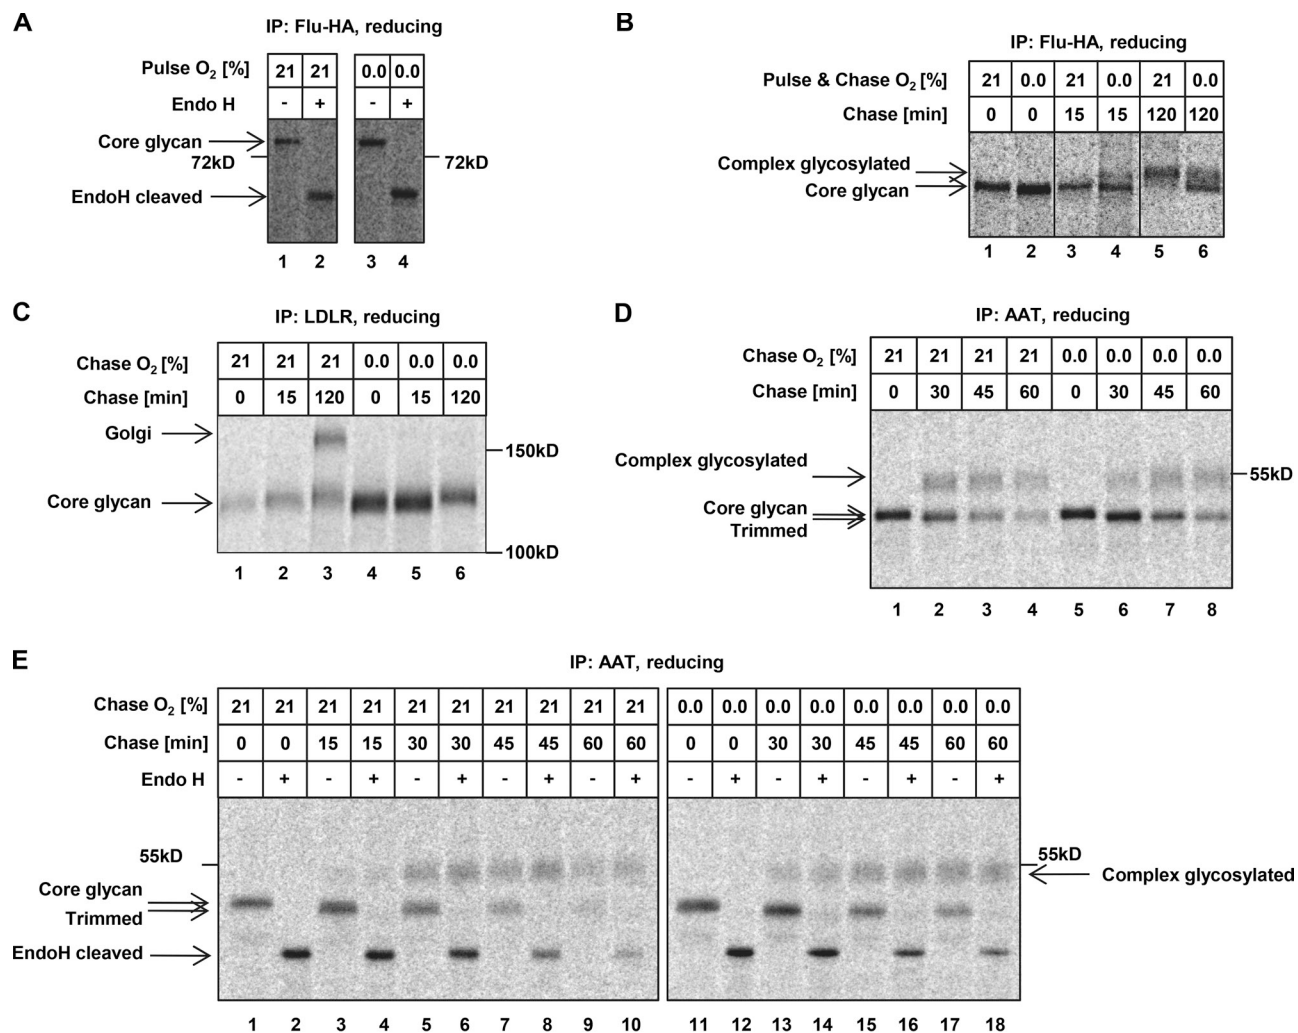 A
IP: Flu-HA, reducing
Pulse O2 [%] 21 21 0.0 0.0
Endo H - + - +
Core glycan
72kD 72kD
EndoH cleaved
1 2 3 4
B
IP: Flu-HA, reducing
Pulse & Chase O2 [%] 21 0.0 21 0.0 21 0.0
Chase [min] 0 0 15 15 120 120
Complex glycosylated
Core glycan
1 2 3 4 5 6
C
IP: LDLR, reducing
Chase O2 [%] 21 21 21 0.0 0.0 0.0
Chase [min] 0 15 120 0 15 120
Golgi
150kD
Core glycan
100kD
1 2 3 4 5 6
D
IP: AAT, reducing
Chase O2 [%] 21 21 21 21 0.0 0.0 0.0 0.0
Chase [min] 0 30 45 60 0 30 45 60
Complex glycosylated
55kD
Core glycan
Trimmed
1 2 3 4 5 6 7 8
E
IP: AAT, reducing
Chase O2 [%] 21 21 21 21 21 21 21 21 21 21 0.0 0.0 0.0 0.0 0.0 0.0 0.0 0.0
Chase [min] 0 0 15 15 30 30 45 45 60 60 0 0 30 30 45 45 60 60
Endo H - + - + - + - + - + - + - + - + - +
55kD 55kD
Complex glycosylated
Core glycan
Trimmed
EndoH cleaved
1 2 3 4 5 6 7 8 9 10 11 12 13 14 15 16 17 18